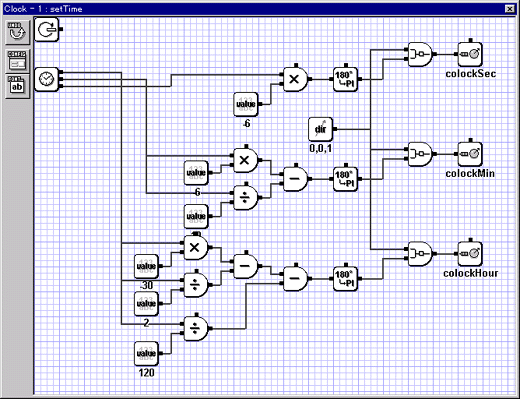 Clock - 1 : setTime
180°
↳PI
colockSec
value
-6
dir
0,0,1
180°
↳PI
colockMin
value
-6
value
180°
↳PI
colockHour
value
-30
value
2
value
120
ab